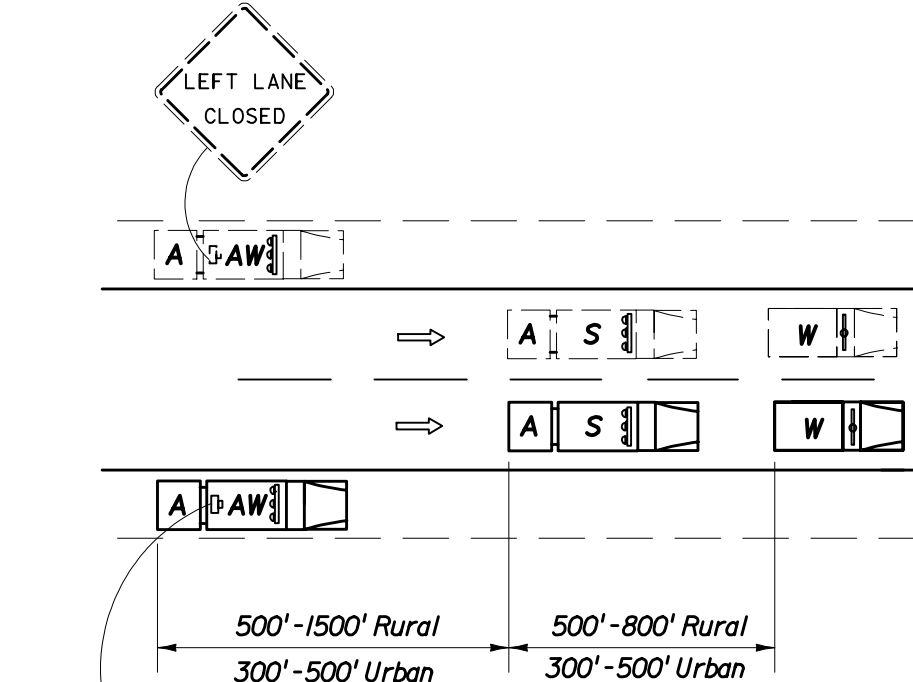 LEFT LANE
CLOSED
A AW
A S W
A S W
A AW
500'-1500' Rural 500'-800' Rural
300'-500' Urban 300'-500' Urban